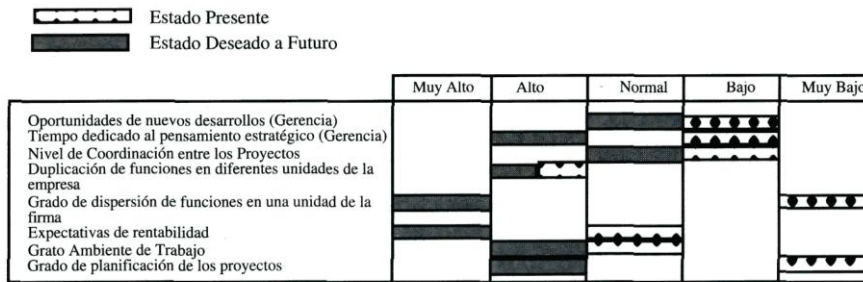 Estado Presente
Estado Deseado a Futuro
Muy Alto Alto Normal Bajo Muy Bajo
Oportunidades de nuevos desarrollos (Gerencia)
Tiempo dedicado al pensamiento estratégico (Gerencia)
Nivel de Coordinación entre los Proyectos
Duplicación de funciones en diferentes unidades de la
empresa
Grado de dispersión de funciones en una unidad de la
firma
Expectativas de rentabilidad
Grato Ambiente de Trabajo
Grado de planificación de los proyectos